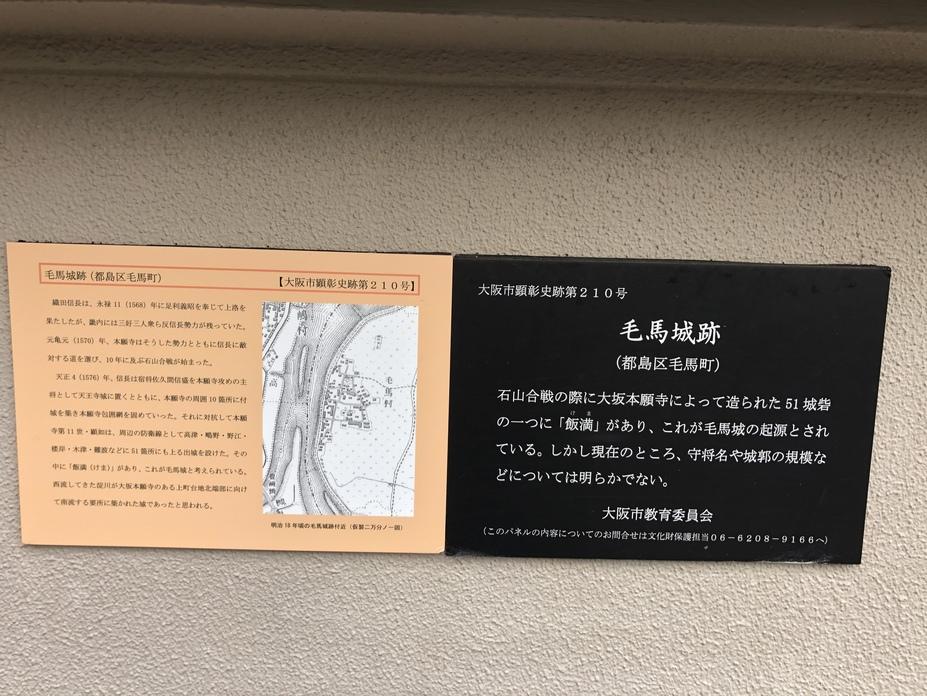 毛馬城跡(都島区毛馬町)
【大阪市顕彰史跡第210号】
織田信長は、永禄11(1568)年に足利義昭を奉じて上洛を
果たしたが、畿内には三好三人衆ら反信長勢力が残っていた。
元亀元(1570)年、本願寺はそうした勢力とともに信長に敵
対する道を選び、10年に及ぶ石山合戦が始まった。
天正4(1576)年、信長は宿将佐久間信盛を本願寺攻めの主
将として天王寺城に置くとともに、本願寺の周囲10箇所に付
城を築き本願寺包囲網を固めていった。それに対抗して本願
寺第11世・顕如は、周辺の防衛線として高津・鴫野・野江・
楼岸・木津・難波などに51箇所にも上る出城を設けた。その
中に「飯満(けま)」があり、これが毛馬城と考えられている。
西流してきた淀川が大坂本願寺のある上町台地北端部に向け
て南流する要所に築かれた城であったと思われる。
嶋村
毛馬村
明治18年頃の毛馬城跡付近(仮製二万分ノ一図)
大阪市顕彰史跡第210号
毛馬城跡
(都島区毛馬町)
石山合戦の際に大坂本願寺によって造られた51城砦
けま
の一つに「飯満」があり、これが毛馬城の起源とされ
ている。しかし現在のところ、守将名や城郭の規模な
どについては明らかでない。
大阪市教育委員会
(このパネルの内容についてのお問合せは文化財保護担当06-6208-9166へ)